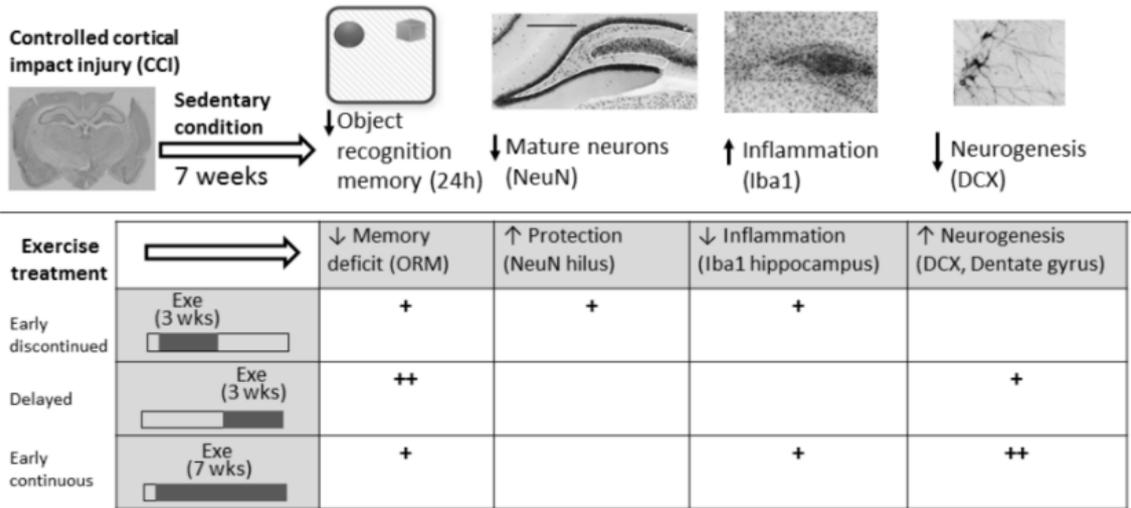 Controlled cortical
impact injury (CCI)
Sedentary
condition
7 weeks
↓Object
recognition
memory (24h)
↓ Mature neurons
(NeuN)
↑ Inflammation
(Iba1)
↓ Neurogenesis
(DCX)
Exercise
treatment
↓ Memory
deficit (ORM)
↑ Protection
(NeuN hilus)
↓ Inflammation
(Iba1 hippocampus)
↑ Neurogenesis
(DCX, Dentate gyrus)
Early
discontinued
Exe
(3 wks)
+
+
+
Delayed
Exe
(3 wks)
++
+
Early
continuous
Exe
(7 wks)
+
+
++